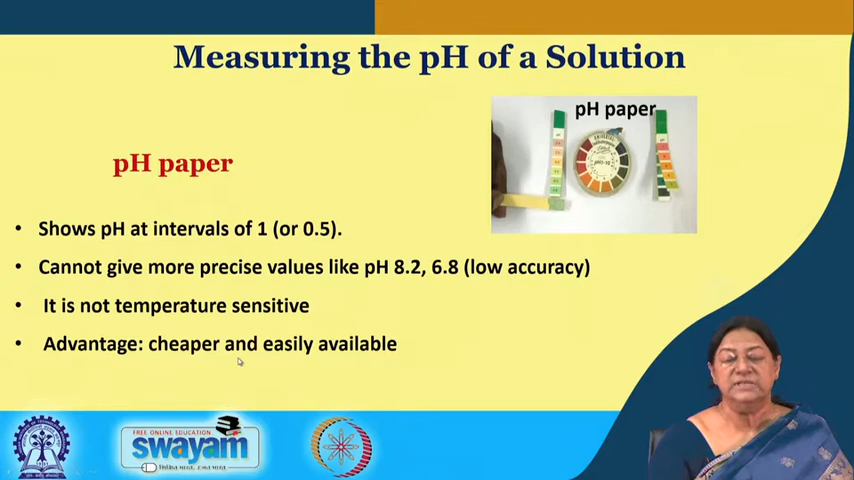 Measuring the pH of a Solution
pH paper
pH paper
• Shows pH at intervals of 1 (or 0.5).
• Cannot give more precise values like pH 8.2, 6.8 (low accuracy)
• It is not temperature sensitive
• Advantage: cheaper and easily available
FREE ONLINE EDUCATION
swayam